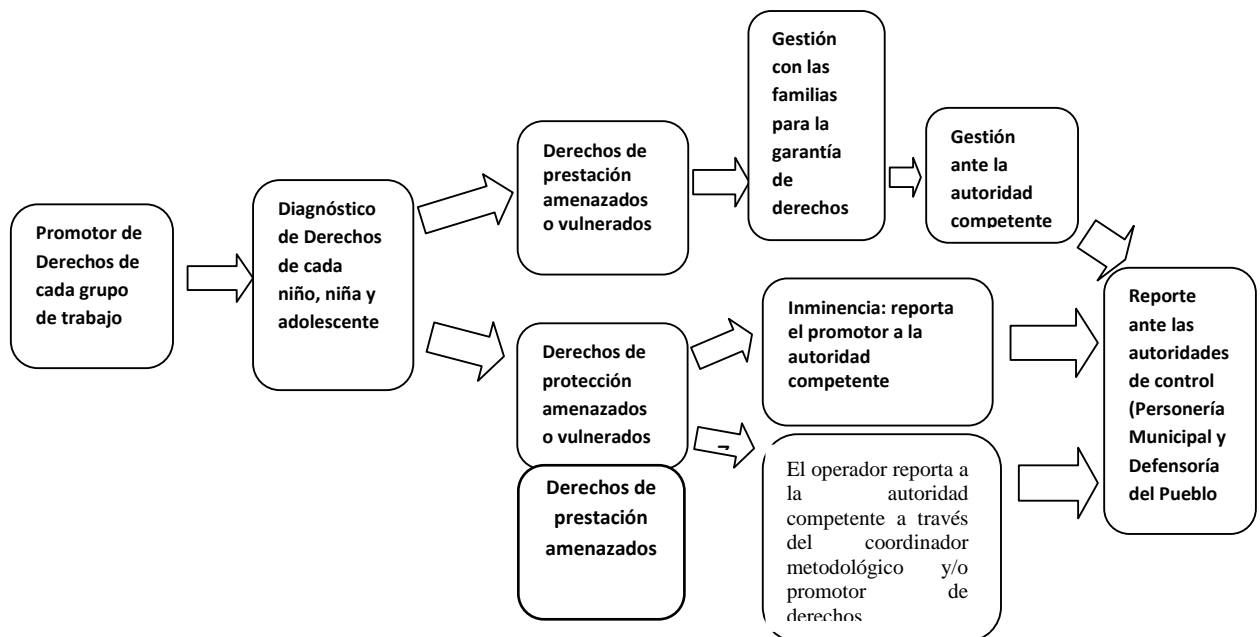 Promotor de
Derechos de
cada grupo
de trabajo
Diagnóstico
de Derechos
de cada
niño, niña y
adolescente
Derechos de
prestación
amenazados
o vulnerados
Gestión
con las
familias
para la
garantía
de
derechos
Gestión
ante la
autoridad
competente
Derechos de
protección
amenazados
o vulnerados
Inminencia: reporta
el promotor a la
autoridad
competente
Derechos de
prestación
amenazados
El operador reporta a
la autoridad
competente a través
del coordinador
metodológico y/o
promotor de
derechos
Reporte
ante las
autoridades
de control
(Personería
Municipal y
Defensoría
del Pueblo